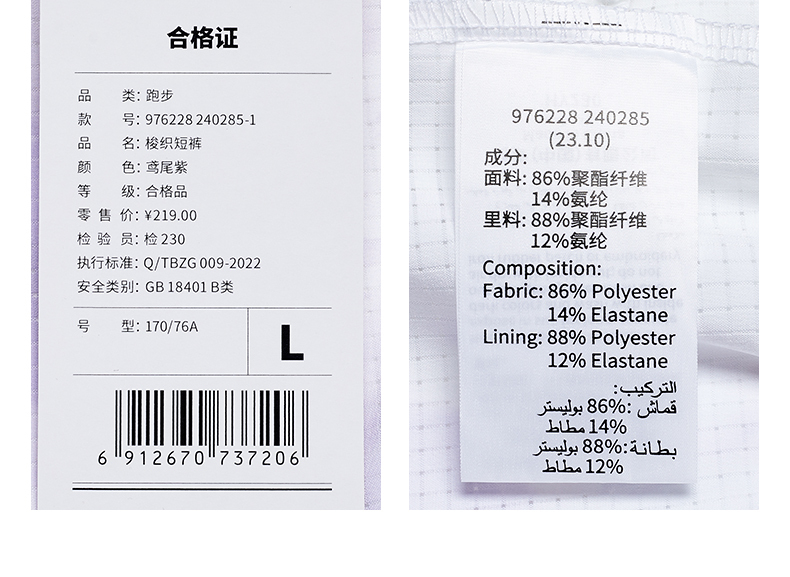 合格证
品 类: 跑步
款 号: 976228 240285-1
品 名: 梭织短裤
颜 色: 鸢尾紫
等 级: 合格品
零 售 价: ¥219.00
检 验 员: 检 230
执行标准: Q/TBZG 009-2022
安全类别: GB 18401 B类
号 型: 170/76A
L
6 912670 737206
976228 240285
(23.10)
成分:
面料: 86%聚酯纤维
14%氨纶
里料: 88%聚酯纤维
12%氨纶
Composition:
Fabric: 86% Polyester
14% Elastane
Lining: 88% Polyester
12% Elastane
التركيب:
قماش :86% بوليستر
14% مطاط
بطانة :88% بوليستر
12% مطاط